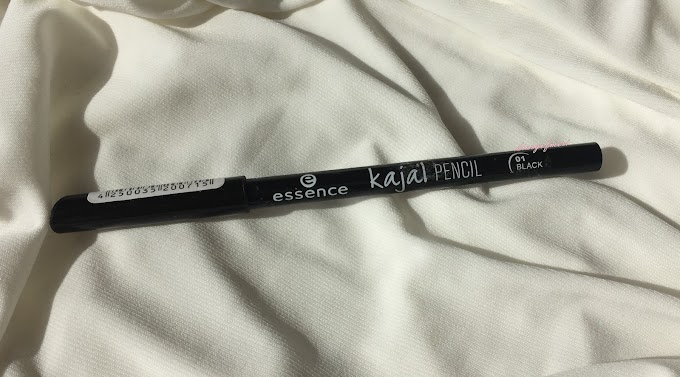 essence
kajal PENCIL
01
BLACK